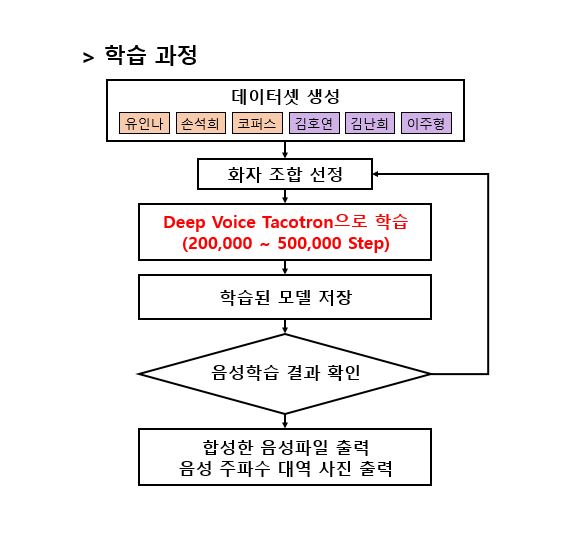 > 학습 과정
데이터셋 생성
유인나 손석희 코퍼스 김호연 김난희 이주형
화자 조합 선정
Deep Voice Tacotron으로 학습
(200,000 ~ 500,000 Step)
학습된 모델 저장
음성학습 결과 확인
합성한 음성파일 출력
음성 주파수 대역 사진 출력